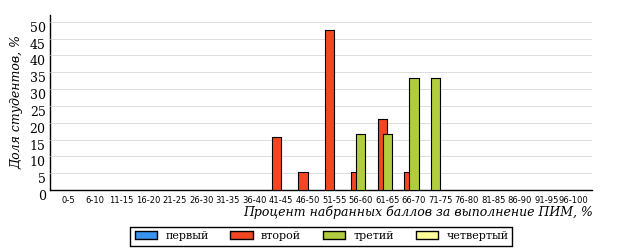 Доля студентов, %
50
45
40
35
30
25
20
15
10
5
0
0-5 6-10 11-15 16-20 21-25 26-30 31-35 36-40 41-45 46-50 51-55 56-60 61-65 66-70 71-75 76-80 81-85 86-90 91-95 96-100
Процент набранных баллов за выполнение ПИМ, %
первый второй третий четвертый